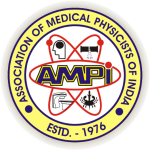 ASSOCIATION OF MEDICAL PHYSICISTS OF INDIA
AMPI
ESTD. - 1976